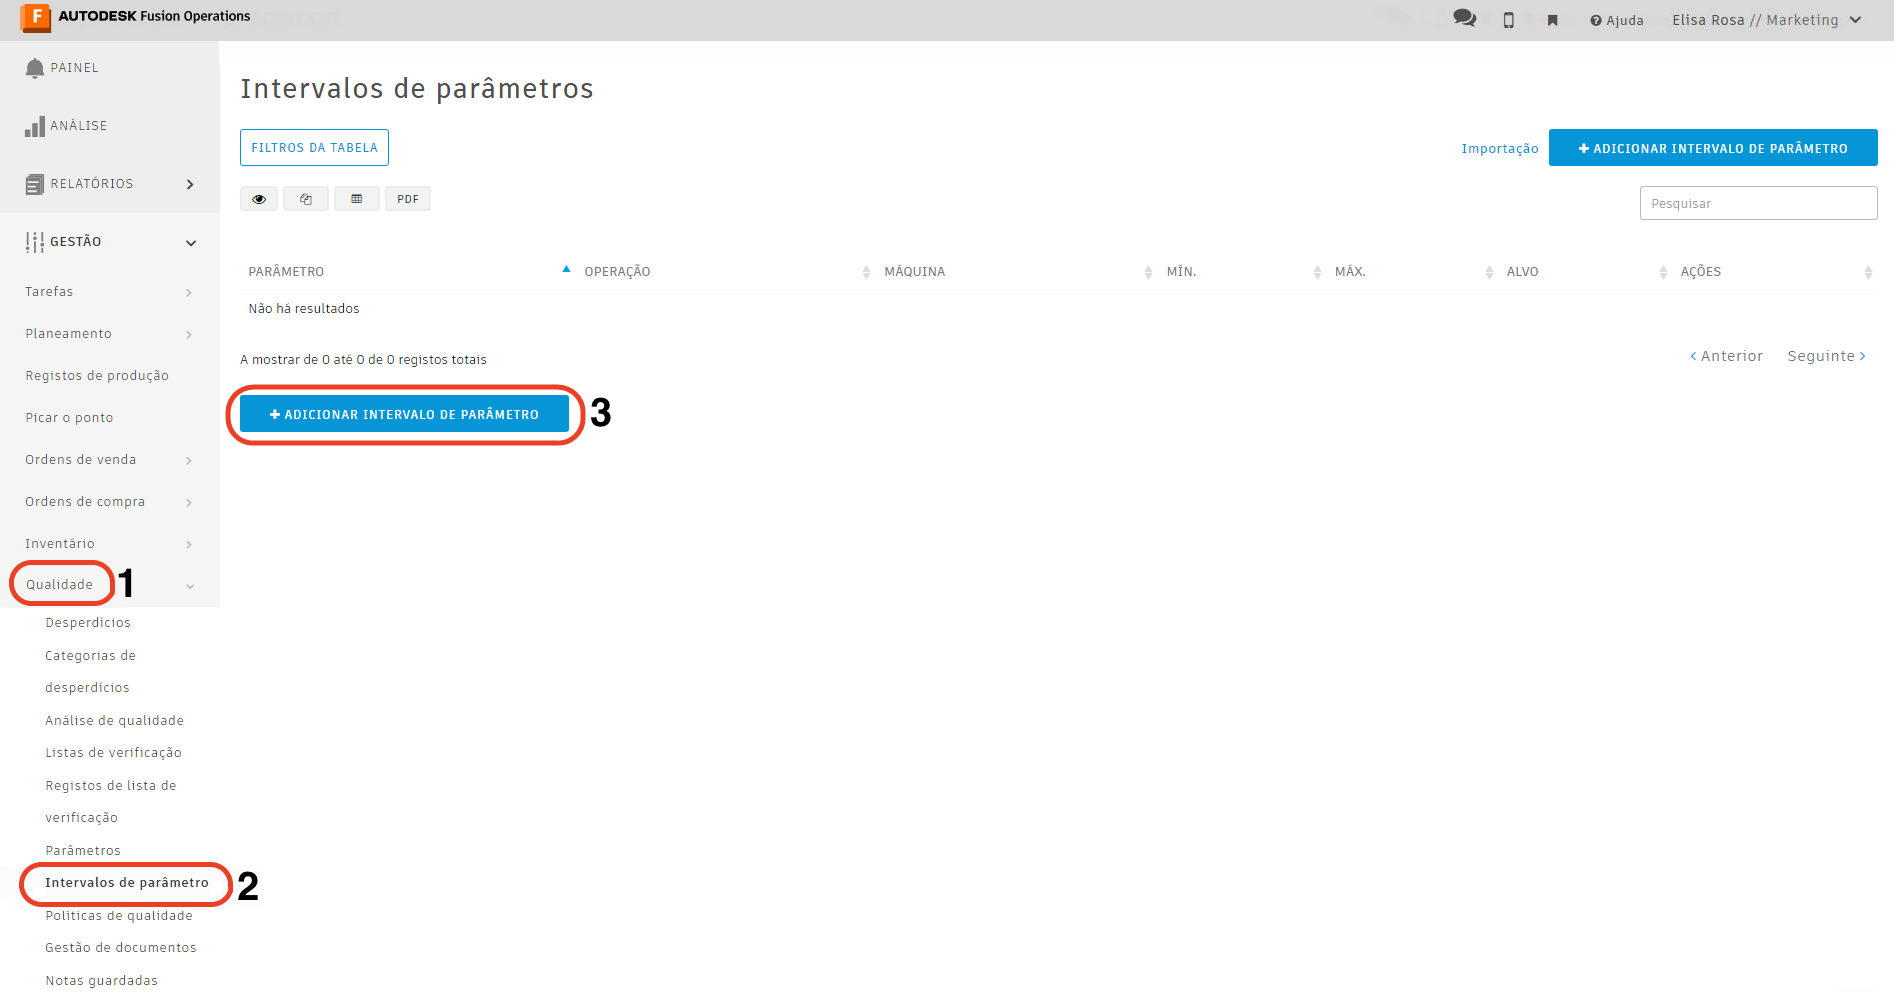 AUTODESK Fusion Operations
Ajuda
Elisa Rosa // Marketing
PAINEL
ANÁLISE
RELATÓRIOS
GESTÃO
Tarefas
Planeamento
Registos de produção
Picar o ponto
Ordens de venda
Ordens de compra
Inventário
Qualidade
1
Desperdícios
Categorias de
desperdícios
Análise de qualidade
Listas de verificação
Registos de lista de
verificação
Parâmetros
Intervalos de parâmetro
2
Políticas de qualidade
Gestão de documentos
Notas guardadas
Intervalos de parâmetros
FILTROS DA TABELA
Importação
ADICIONAR INTERVALO DE PARÂMETRO
PDF
Pesquisar
PARÂMETRO OPERAÇÃO MÁQUINA MÍN. MÁX. ALVO AÇÕES
Não há resultados
A mostrar de 0 até 0 de 0 registos totais
Anterior Seguinte
ADICIONAR INTERVALO DE PARÂMETRO
3